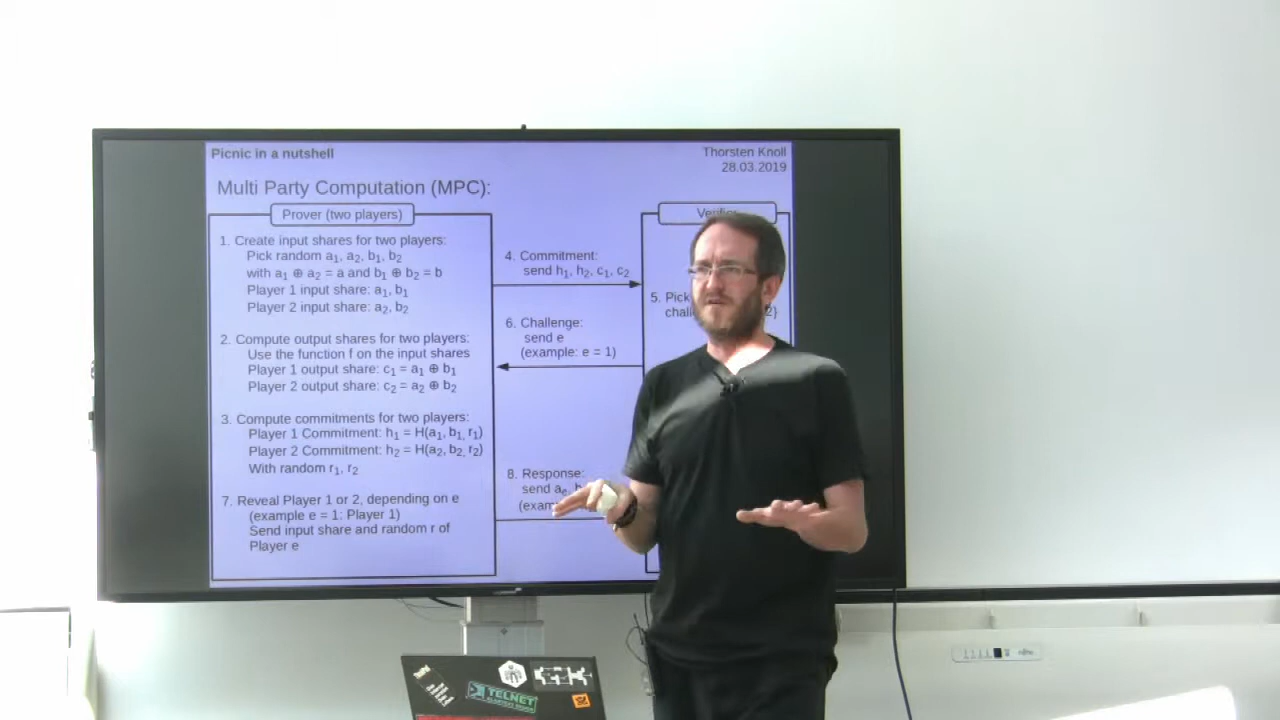 Picnic in a nutshell
Thorsten Knoll
28.03.2019
Multi Party Computation (MPC):
Prover (two players)
1. Create input shares for two players:
Pick random a₁, a₂, b₁, b₂
with a₁ ⊕ a₂ = a and b₁ ⊕ b₂ = b
Player 1 input share: a₁, b₁
Player 2 input share: a₂, b₂
2. Compute output shares for two players:
Use the function f on the input shares
Player 1 output share: c₁ = a₁ ⊕ b₁
Player 2 output share: c₂ = a₂ ⊕ b₂
3. Compute commitments for two players:
Player 1 Commitment: h₁ = H(a₁, b₁, r₁)
Player 2 Commitment: h₂ = H(a₂, b₂, r₂)
With random r₁, r₂
7. Reveal Player 1 or 2, depending on e
(example e = 1: Player 1)
Send input share and random r of
Player e
4. Commitment:
send h₁, h₂, c₁, c₂
6. Challenge:
send e
(example: e = 1)
8. Response:
send aₑ,
Verifier
5. Pick
2}
TELNET